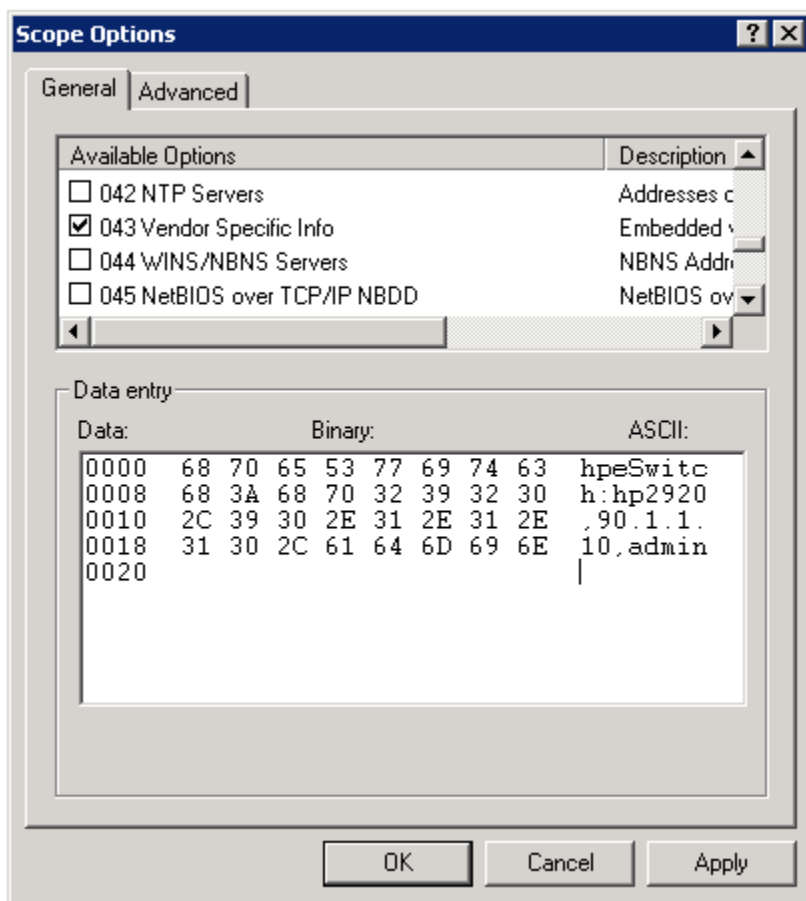 Scope Options
General Advanced
Available Options Description
042 NTP Servers Addresses c
043 Vendor Specific Info Embedded v
044 WINS/NBNS Servers NBNS Addr
045 NetBIOS over TCP/IP NBDD NetBIOS ov
Data entry
Data: Binary: ASCII:
0000 68 70 65 53 77 69 74 63 hpeSwitc
0008 68 3A 68 70 32 39 32 30 h:hp2920
0010 2C 39 30 2E 31 2E 31 2E ,90.1.1.
0018 31 30 2C 61 64 6D 69 6E 10,admin
0020
OK Cancel Apply